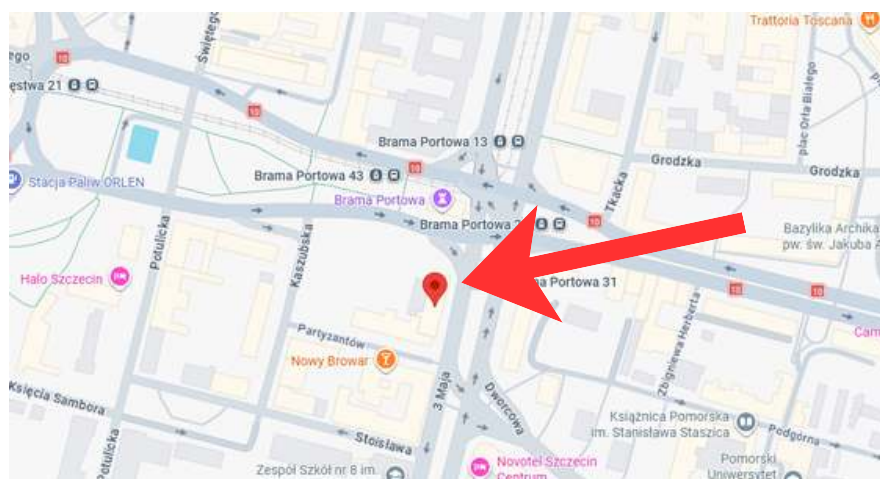 Trattoria Toscana
ego
10
Świętego
ęstwa 21
10
plac Orła Białego
Brama Portowa 13
10
Grodzka
Grodzka
Stacja Paliw ORLEN
Brama Portowa 43
Brama Portowa
Tkacka
Brama Portowa 2
10
Bazylika Archika
pw. św. Jakuba A
Potulicka
Kaszubska
Halo Szczecin
a Portowa 31
10
10
Zbigniewa Herberta
Cam
Partyzantów
Nowy Browar
3 Maja
Dworcowa
Księcia Sambora
Książnica Pomorska
im. Stanisława Staszica
Podgórna
Stoisława
Potulicka
Zespół Szkół nr 8 im.
Novotel Szczecin
Centrum
Pomorski
Uniwersytet